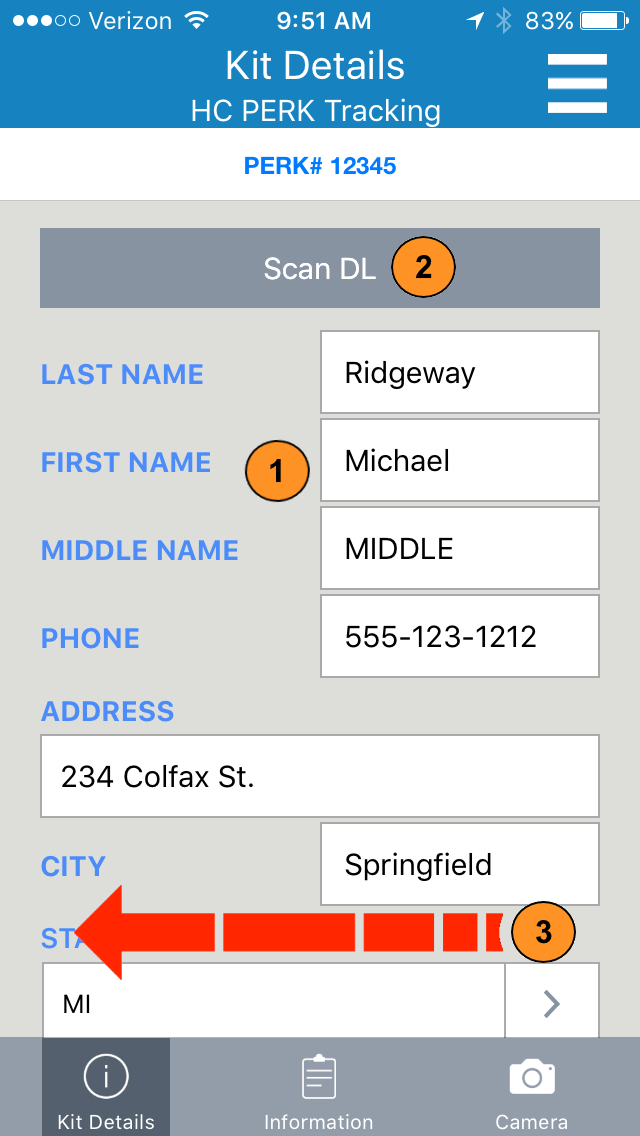 Verizon 9:51 AM 83%
Kit Details
HC PERK Tracking
PERK# 12345
Scan DL 2
LAST NAME Ridgeway
FIRST NAME 1 Michael
MIDDLE NAME MIDDLE
PHONE 555-123-1212
ADDRESS
234 Colfax St.
CITY Springfield
STA 3
MI
Kit Details Information Camera